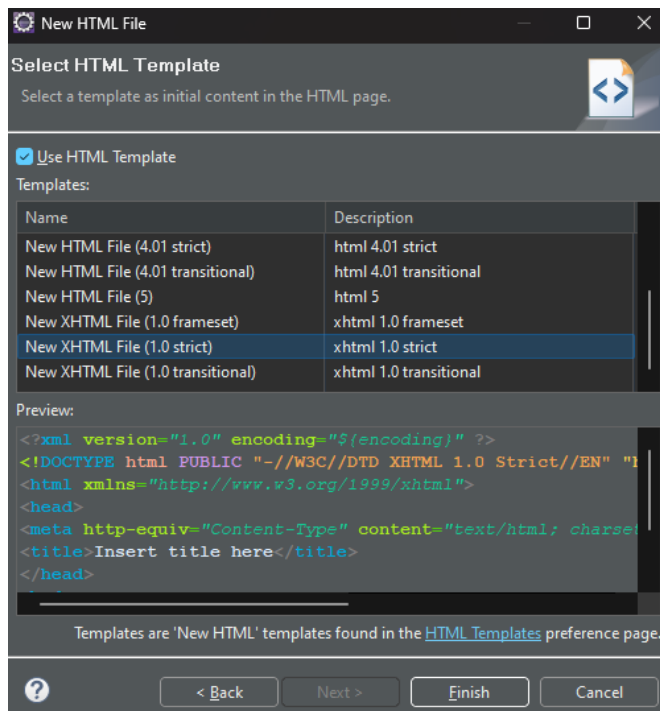 New HTML File
Select HTML Template
Select a template as initial content in the HTML page.
Use HTML Template
Templates:
Name Description
New HTML File (4.01 strict) html 4.01 strict
New HTML File (4.01 transitional) html 4.01 transitional
New HTML File (5) html 5
New XHTML File (1.0 frameset) xhtml 1.0 frameset
New XHTML File (1.0 strict) xhtml 1.0 strict
New XHTML File (1.0 transitional) xhtml 1.0 transitional
Preview:
<?xml version="1.0" encoding="${encoding}" ?>
<!DOCTYPE html PUBLIC "-//W3C//DTD XHTML 1.0 Strict//EN"
<html xmlns="http://www.w3.org/1999/xhtml">
<head>
<meta http-equiv="Content-Type" content="text/html; charset
<title>Insert title here</title>
</head>
Templates are 'New HTML' templates found in the HTML Templates preference page.
? < Back Next > Finish Cancel